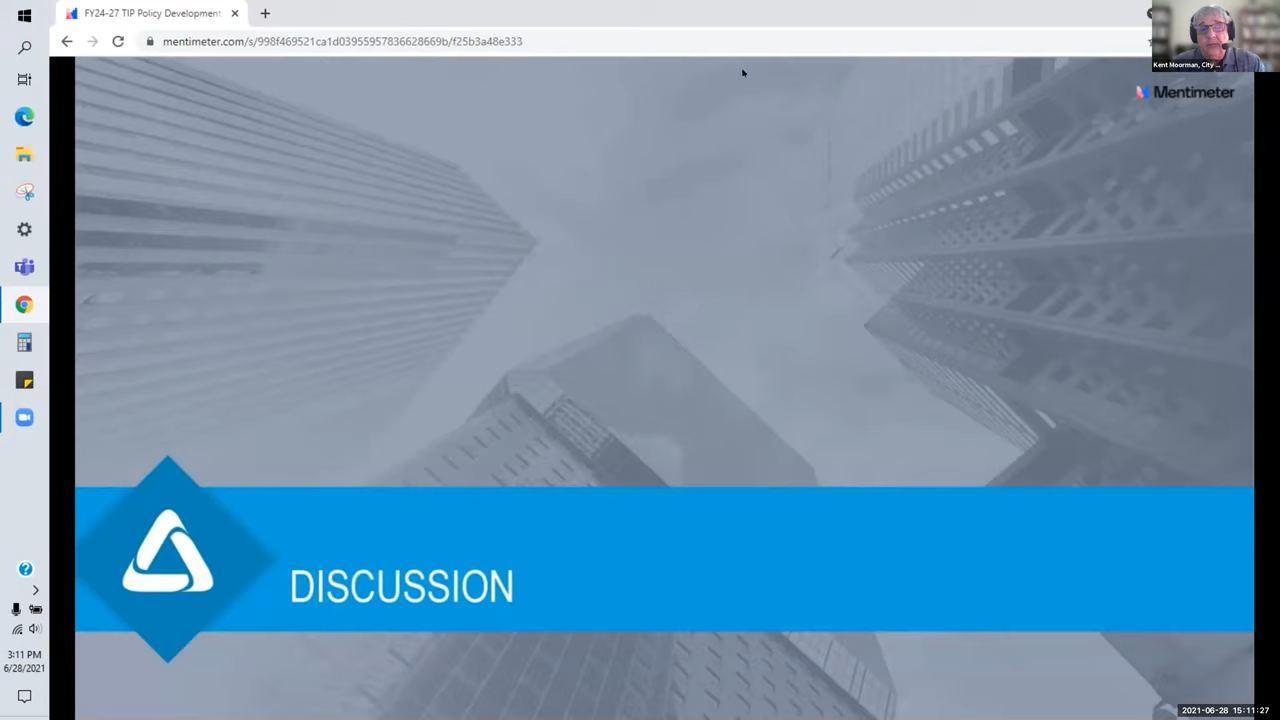 FY24-27 TIP Policy Development
mentimeter.com/s/998f469521ca1d03955957836628669b/f25b3a48e333
Kent Moorman, City ...
Mentimeter
DISCUSSION
3:11 PM
6/28/2021
2021-06-28 15:11:27